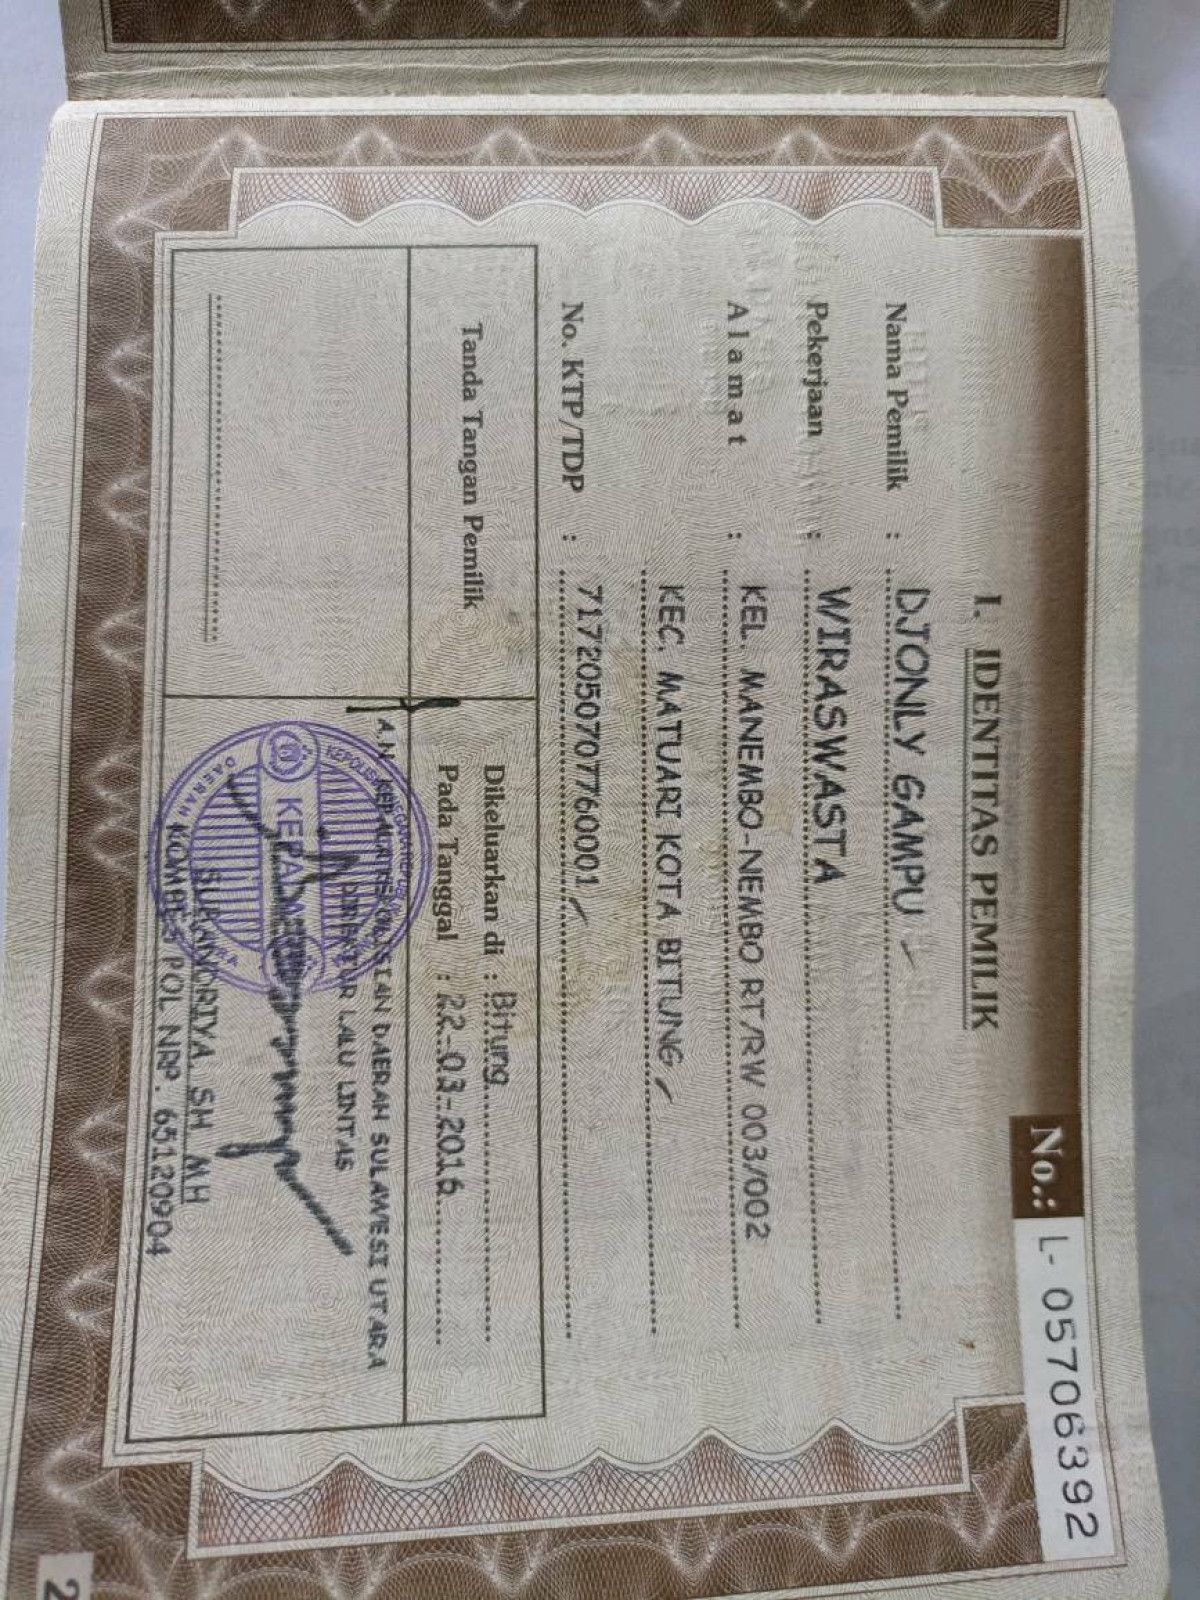 No.: L- 05706392
I. IDENTITAS PEMILIK
Nama Pemilik : DJONLY GAMPU
Pekerjaan : WIRASWASTA
Alamat : KEL. MANEMBO-NEMBO RT/RW 003/002
KEC. MATUARI KOTA BITUNG
No. KTP/TDP : 7172050707760001
Tanda Tangan Pemilik
Dikeluarkan di : Bitung
Pada Tanggal : 22-03-2016
A.N. KEPALA KEPOLISIAN DAERAH SULAWESI UTARA
DIREKTUR LALU LINTAS
SH MH
KOMBES POL NRP. 65120904
2